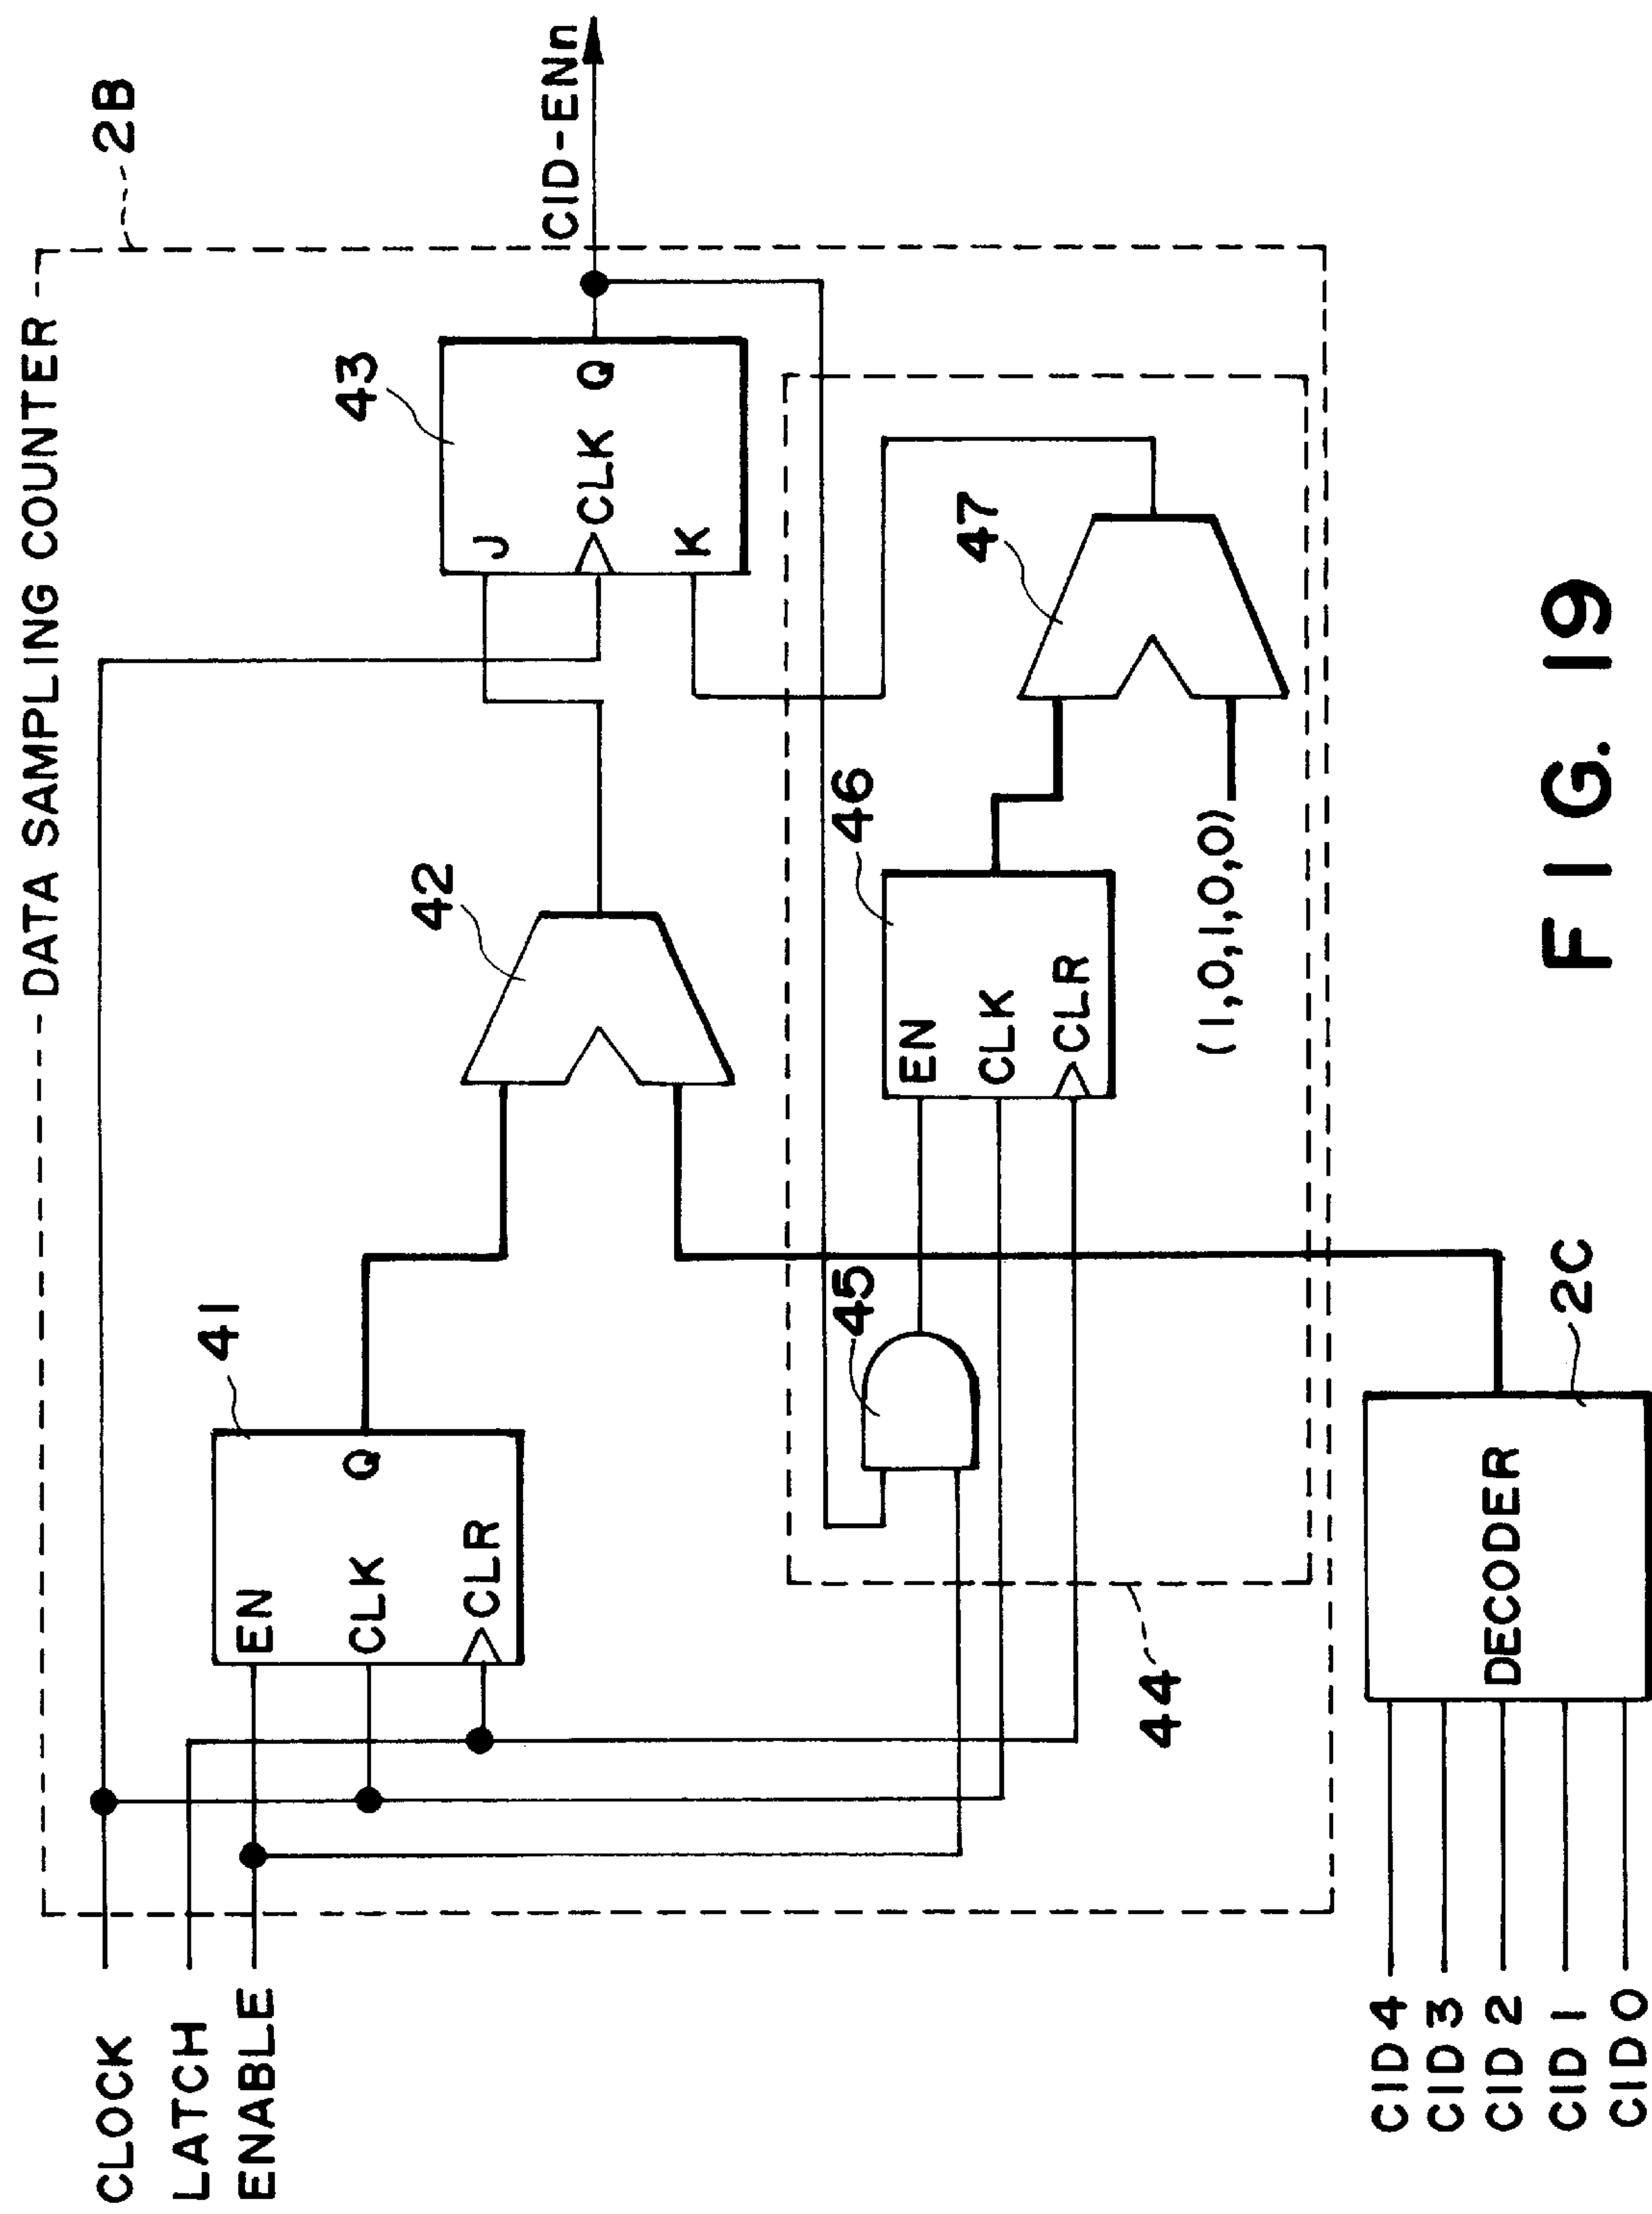 DATA SAMPLING COUNTER
2B
CLOCK
LATCH
ENABLE
41
EN
CLK
CLR
Q
42
43
J
CLK
K
Q
CID-ENn
44
45
46
EN
CLK
CLR
47
(1,0,1,0,0)
CID4
CID3
CID2
CID1
CID0
DECODER
2C
FIG. 19